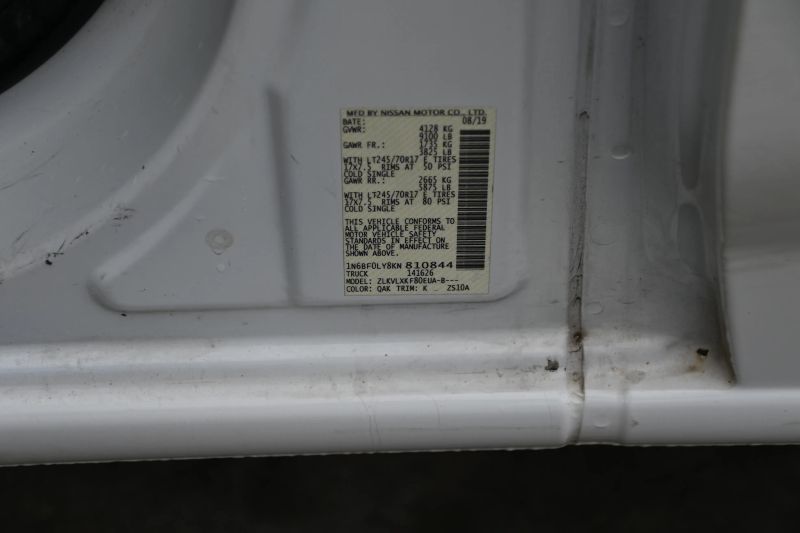 MFD BY NISSAN MOTOR CO., LTD.
DATE: 08/19
GVWR: 4128 KG
9100 LB
GAWR FR.: 1735 KG
3825 LB
WITH LT245/70R17 E TIRES
17X7.5 RIMS AT 50 PSI
COLD SINGLE
GAWR RR.: 2665 KG
5875 LB
WITH LT245/70R17 E TIRES
17X7.5 RIMS AT 80 PSI
COLD SINGLE
THIS VEHICLE CONFORMS TO
ALL APPLICABLE FEDERAL
MOTOR VEHICLE SAFETY
STANDARDS IN EFFECT ON
THE DATE OF MANUFACTURE
SHOWN ABOVE.
1N6BF0LY8KN 810844
TRUCK 141626
MODEL: ZLKVLXKF80EUA-B---
COLOR: QAK TRIM: K ZS10A